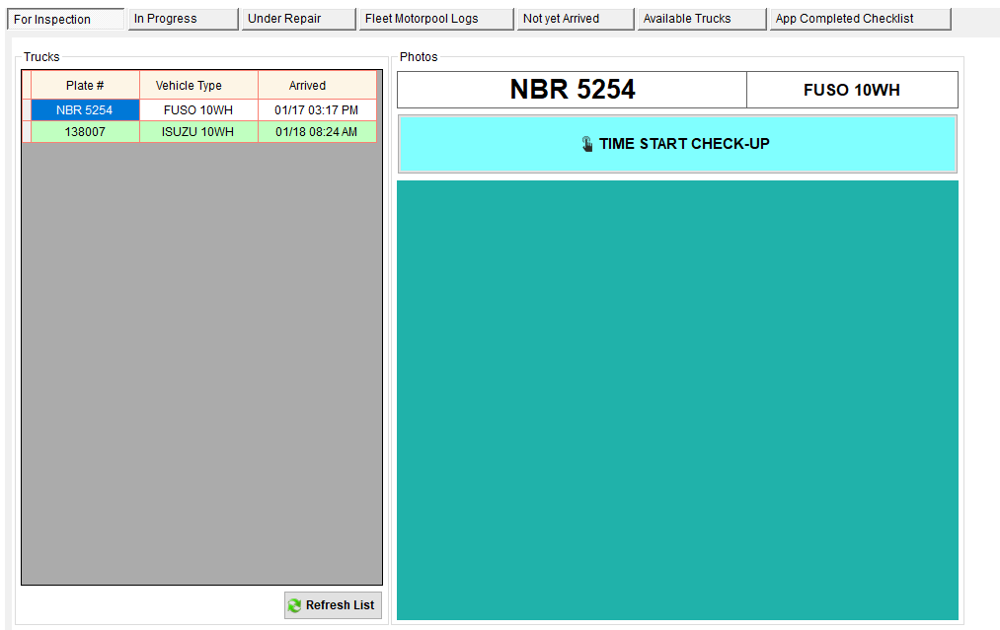 For Inspection In Progress Under Repair Fleet Motorpool Logs Not yet Arrived Available Trucks App Completed Checklist
Trucks
Plate # Vehicle Type Arrived
NBR 5254 FUSO 10WH 01/17 03:17 PM
138007 ISUZU 10WH 01/18 08:24 AM
Refresh List
Photos
NBR 5254 FUSO 10WH
TIME START CHECK-UP